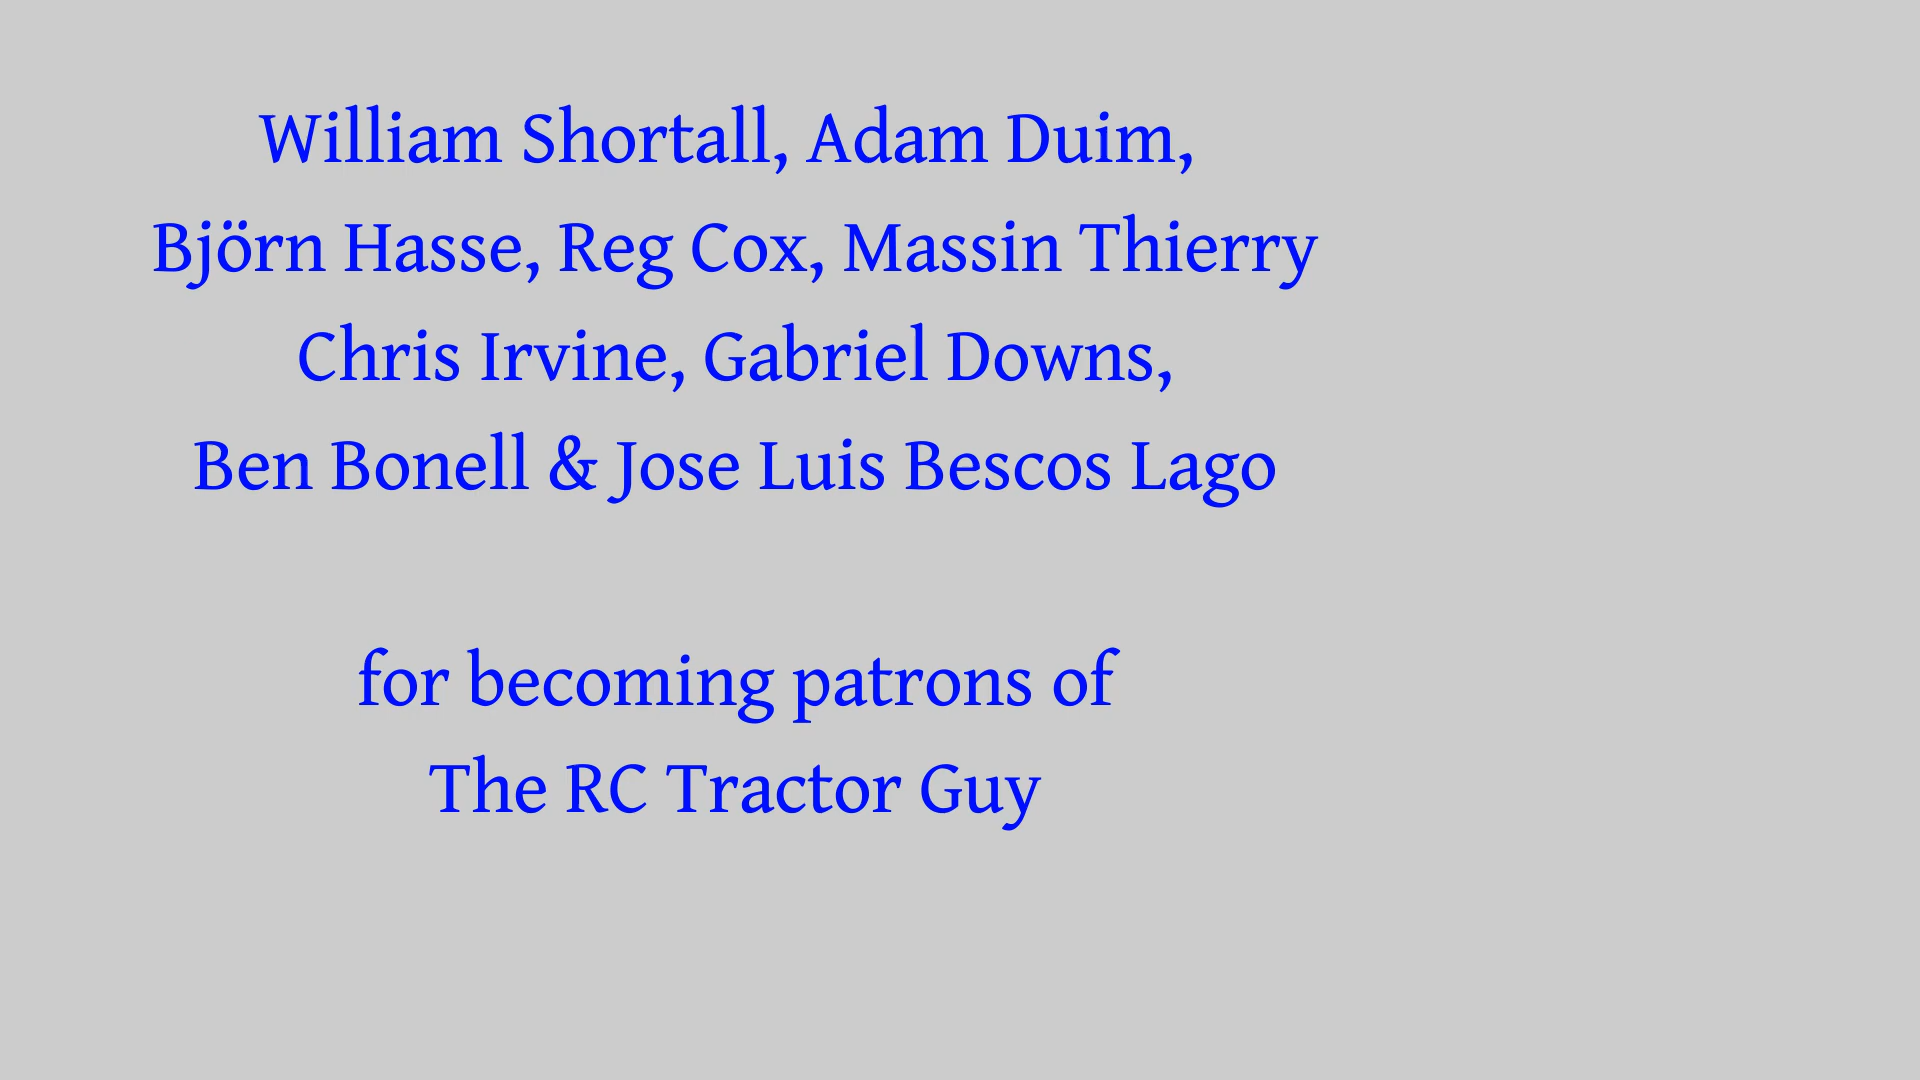 William Shortall, Adam Duim,
Björn Hasse, Reg Cox, Massin Thierry
Chris Irvine, Gabriel Downs,
Ben Bonell & Jose Luis Bescos Lago
for becoming patrons of
The RC Tractor Guy